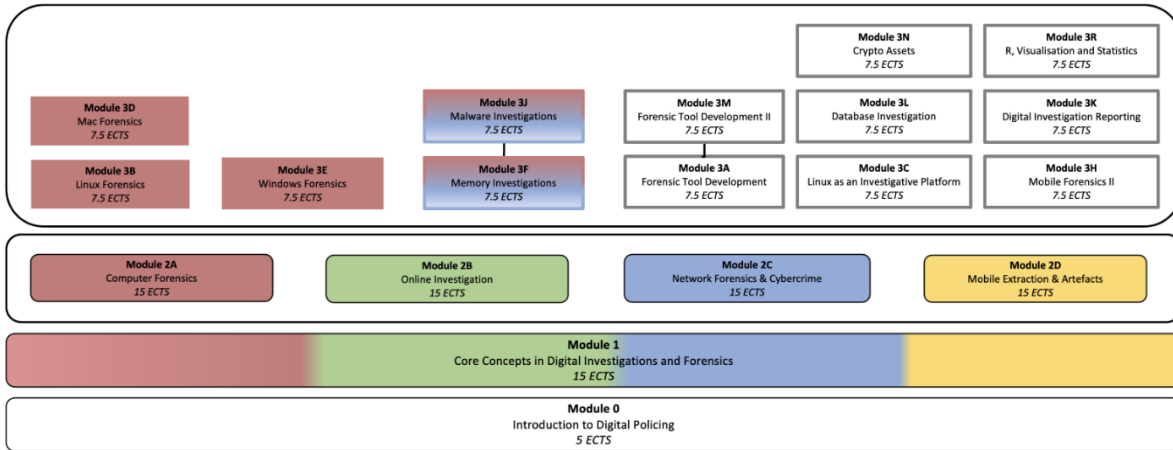 Module 3N
Crypto Assets
7.5 ECTS
Module 3R
R, Visualisation and Statistics
7.5 ECTS
Module 3D
Mac Forensics
7.5 ECTS
Module 3J
Malware Investigations
7.5 ECTS
Module 3M
Forensic Tool Development II
7.5 ECTS
Module 3L
Database Investigation
7.5 ECTS
Module 3K
Digital Investigation Reporting
7.5 ECTS
Module 3B
Linux Forensics
7.5 ECTS
Module 3E
Windows Forensics
7.5 ECTS
Module 3F
Memory Investigations
7.5 ECTS
Module 3A
Forensic Tool Development
7.5 ECTS
Module 3C
Linux as an Investigative Platform
7.5 ECTS
Module 3H
Mobile Forensics II
7.5 ECTS
Module 2A
Computer Forensics
15 ECTS
Module 2B
Online Investigation
15 ECTS
Module 2C
Network Forensics & Cybercrime
15 ECTS
Module 2D
Mobile Extraction & Artefacts
15 ECTS
Module 1
Core Concepts in Digital Investigations and Forensics
15 ECTS
Module 0
Introduction to Digital Policing
5 ECTS